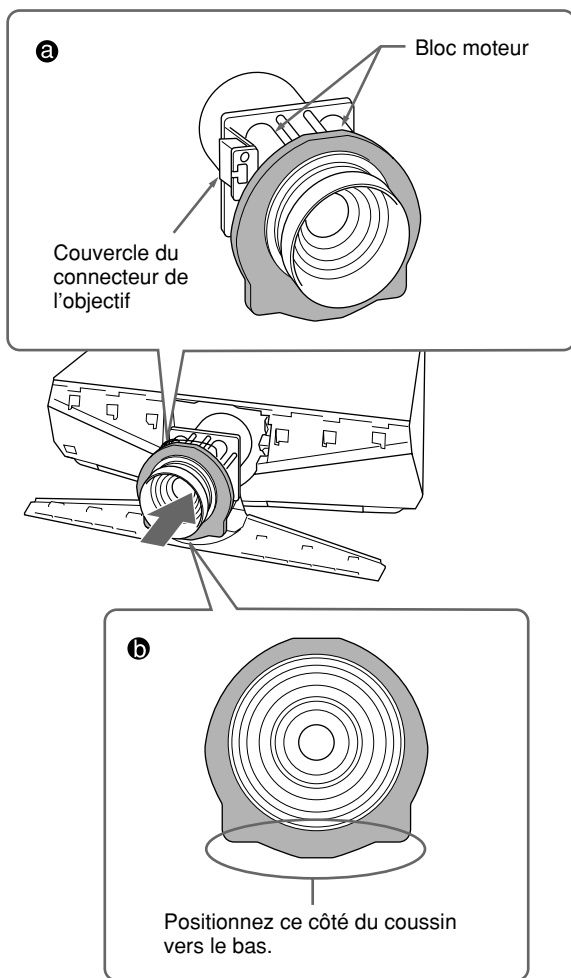 a
Bloc moteur
Couvercle du
connecteur de
l'objectif
b
Positionnez ce côté du coussin
vers le bas.